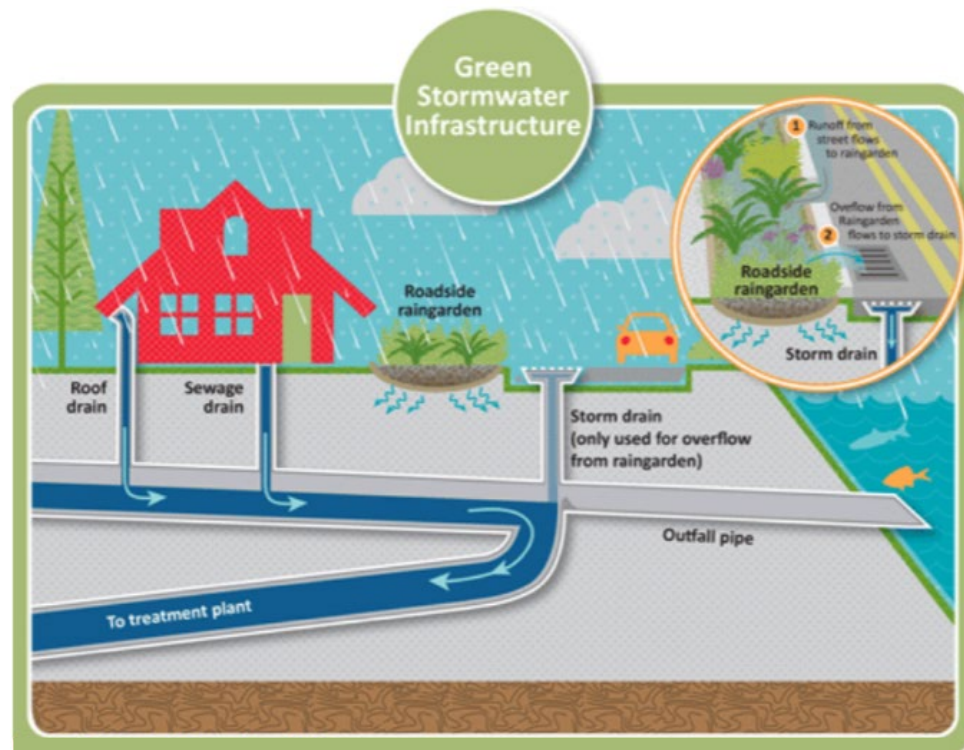 Green
Stormwater
Infrastructure
1
Runoff from
street flows
to raingarden
Oveflow from
Raingarden
2
flows to storm drain.
Roadside
raingarden
Storm drain
Roadside
raingarden
Roof
drain
Sewage
drain
Storm drain
(only used for overflow
from raingarden)
Outfall pipe
To treatment plant